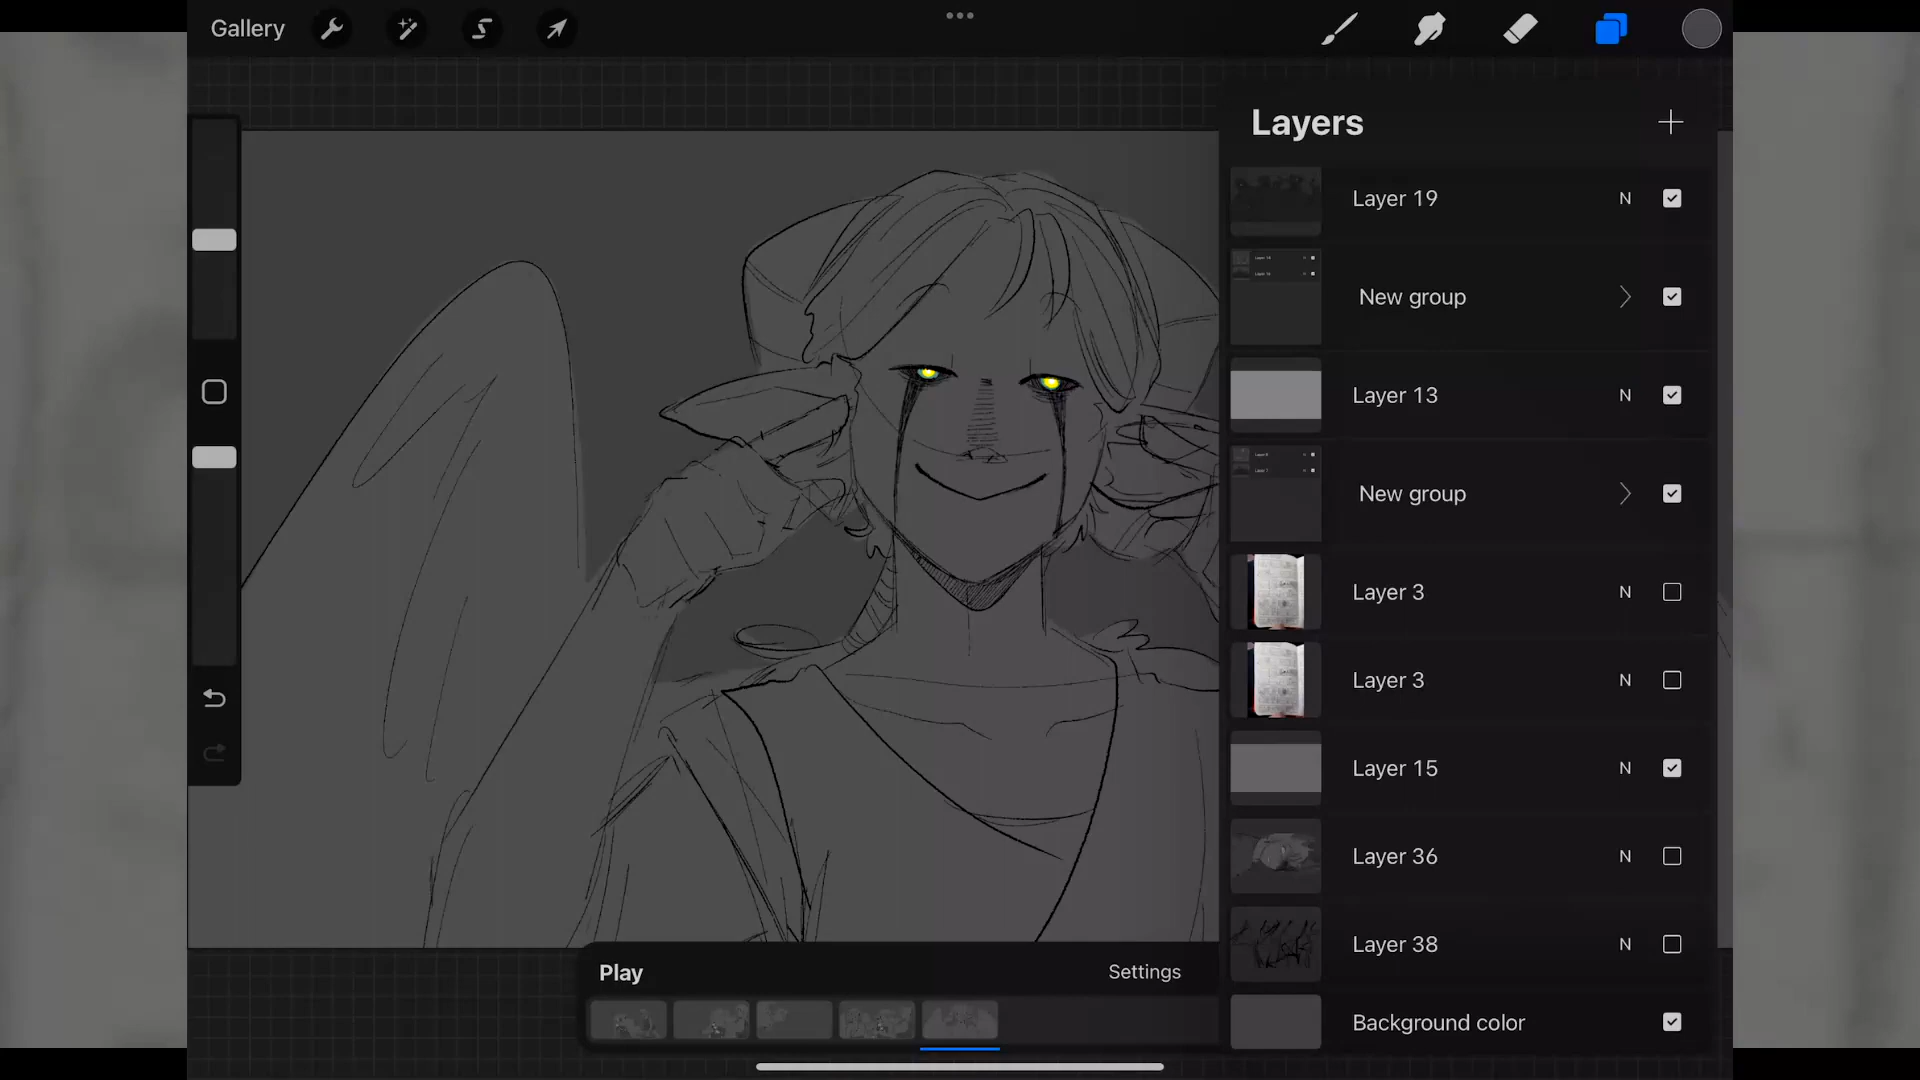 Gallery
Layers
Layer 19 N
New group
Layer 13 N
New group
Layer 3 N
Layer 3 N
Layer 15 N
Layer 36 N
Layer 38 N
Background color
Play
Settings